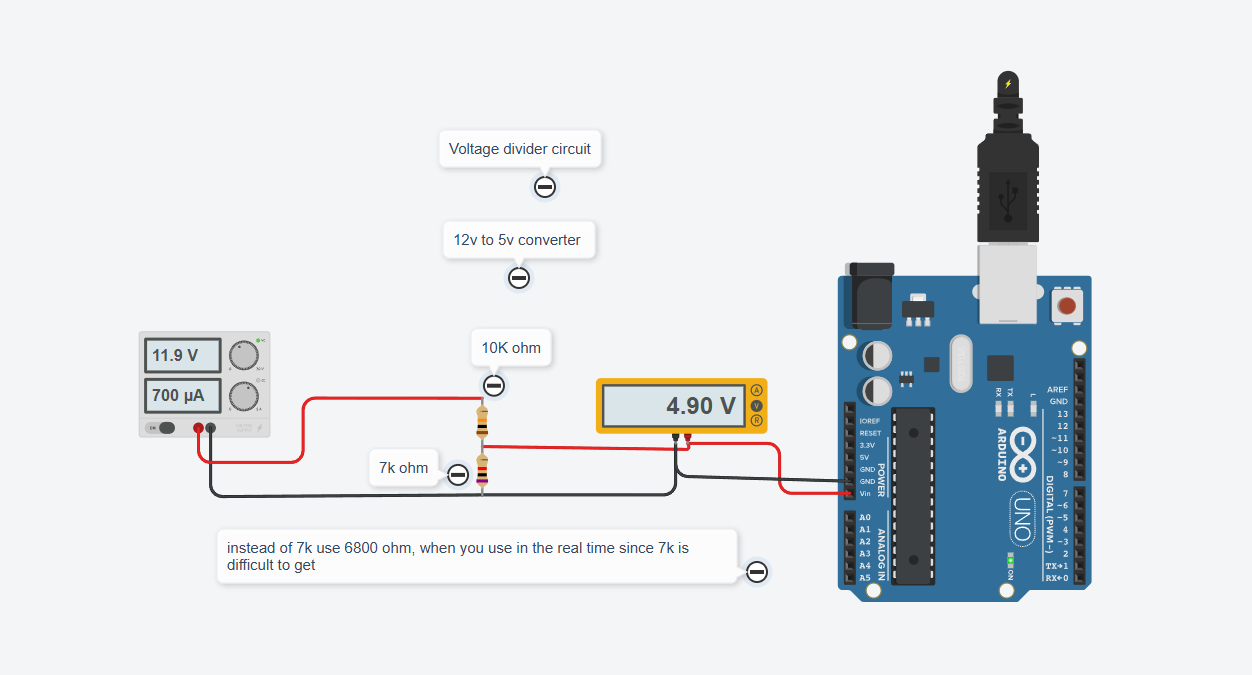 Voltage divider circuit
12v to 5v converter
10K ohm
11.9 V
700 µA
4.90 V
A
V
R
7k ohm
instead of 7k use 6800 ohm, when you use in the real time since 7k is
difficult to get
IOREF
RESET
3.3V
5V
GND
GND
Vin
POWER
A0
A1
A2
A3
A4
A5
ANALOG IN
RX
TX
L
ARDUINO
UNO
ON
AREF
GND
13
12
~11
~10
~9
8
7
~6
~5
4
~3
2
TX→1
RX←0
DIGITAL (PWM~)